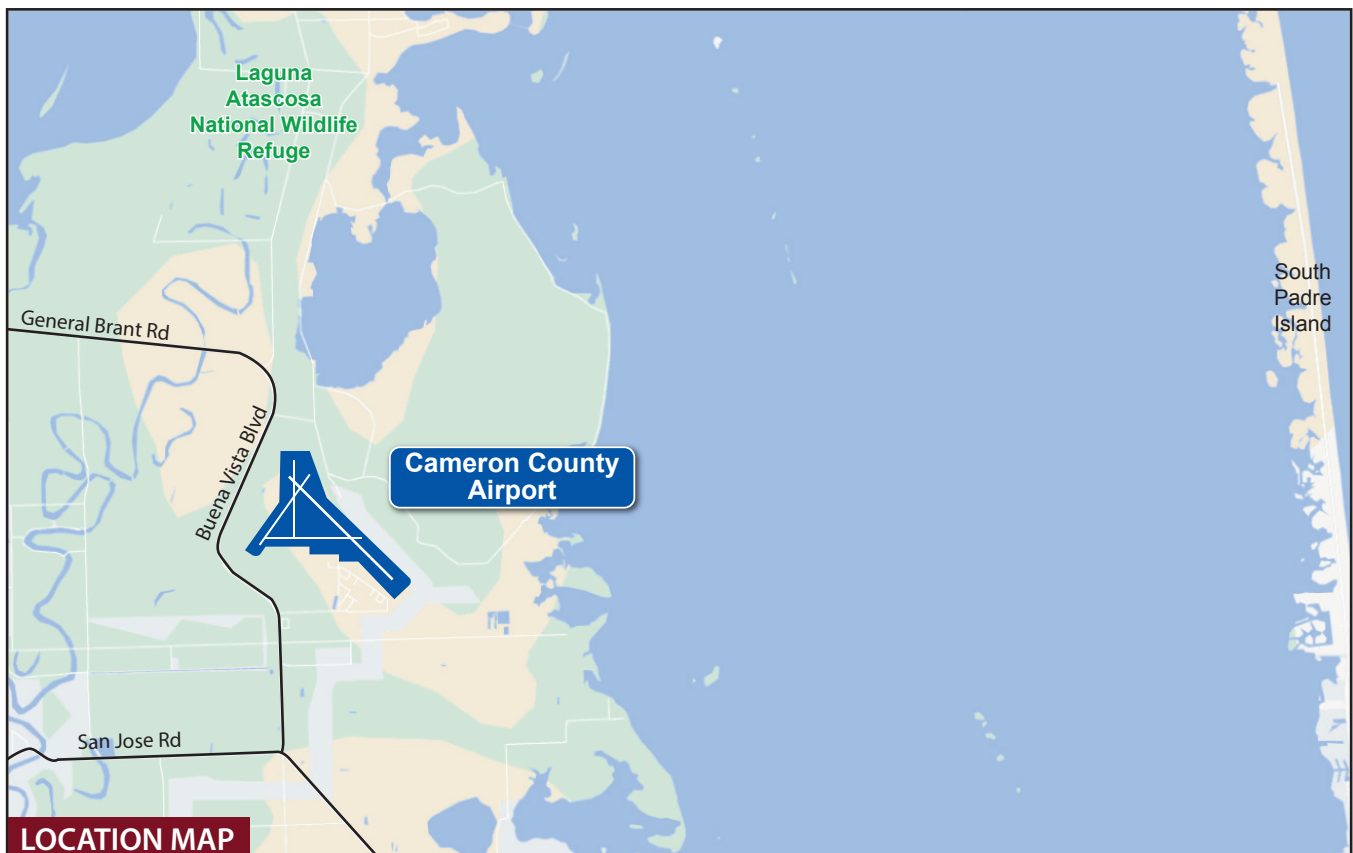 Laguna
Atascosa
National Wildlife
Refuge
South
Padre
Island
General Brant Rd
Buena Vista Blvd
Cameron County
Airport
San Jose Rd
LOCATION MAP